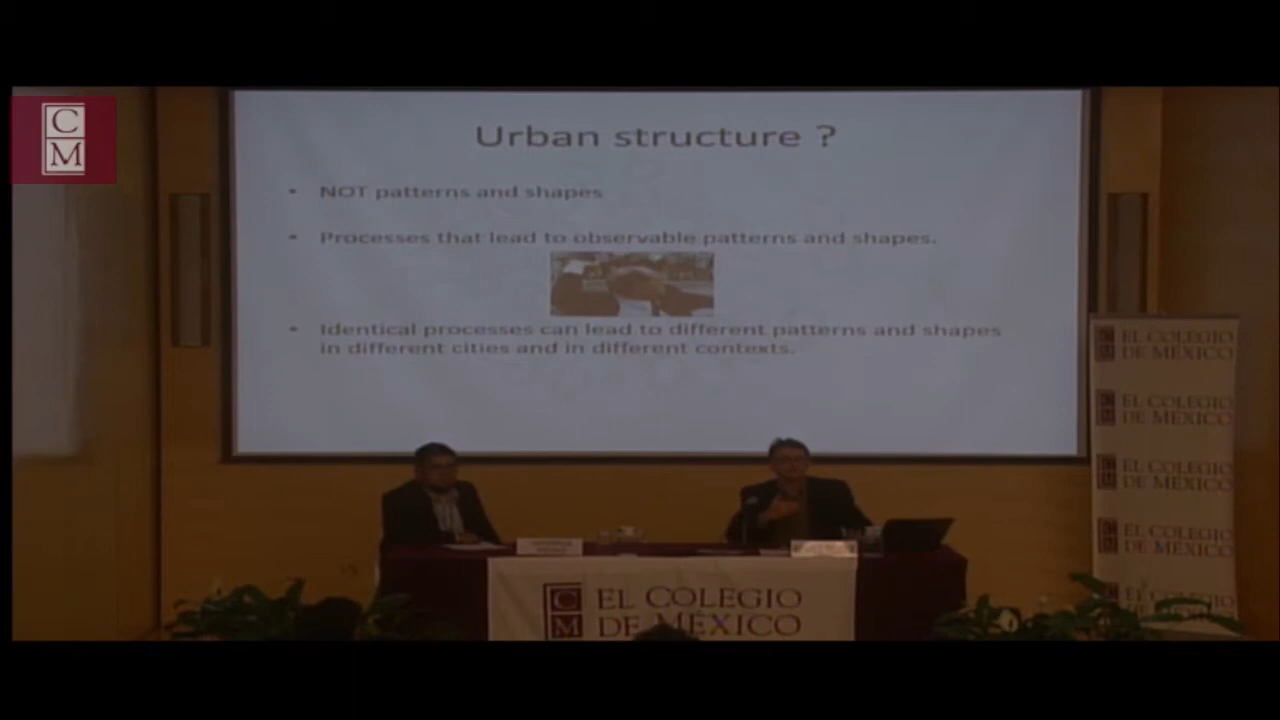 C
M
Urban structure ?
• NOT patterns and shapes
• Processes that lead to observable patterns and shapes.
• Identical processes can lead to different patterns and shapes
in different cities and in different contexts.
C
M
EL COLEGIO
DE MÉXICO
C
M
EL COLEGIO
DE MÉXICO
C
M
EL COLEGIO
DE MÉXICO
C
M
EL COLEGIO
DE MÉXICO
C
M
EL COLEGIO
DE MÉXICO
EL COLEGIO
C
M
EL COLEGIO
DE MÉXICO